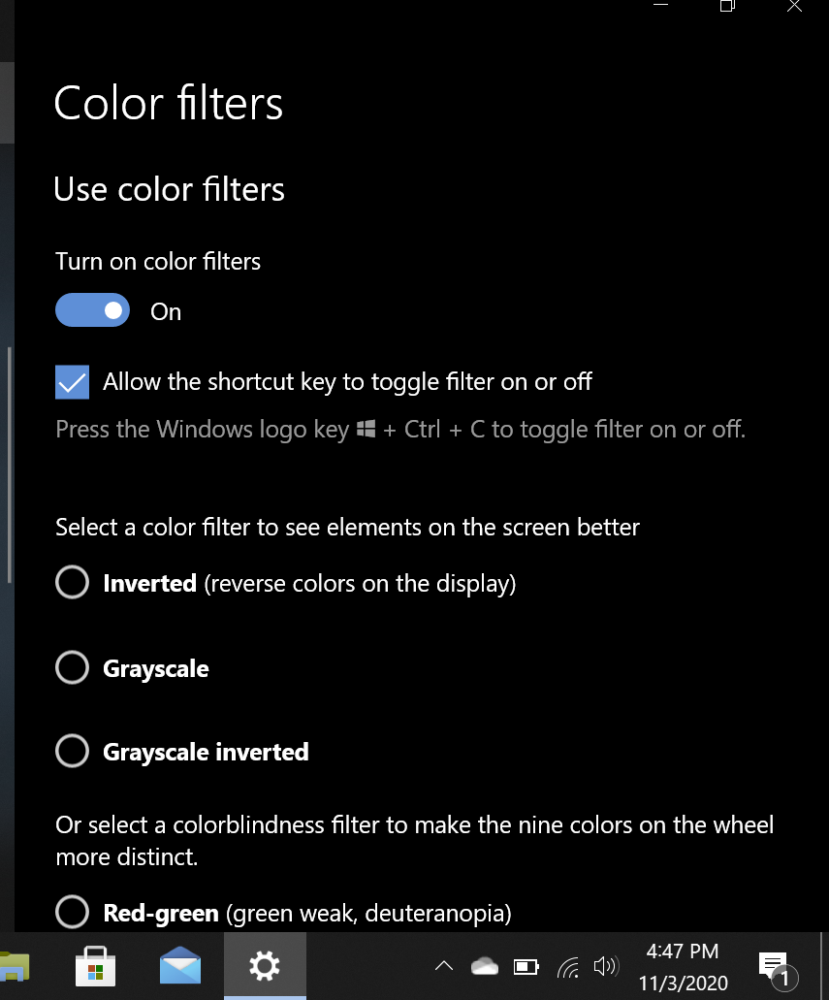 Color filters
Use color filters
Turn on color filters
On
Allow the shortcut key to toggle filter on or off
Press the Windows logo key + Ctrl + C to toggle filter on or off.
Select a color filter to see elements on the screen better
Inverted (reverse colors on the display)
Grayscale
Grayscale inverted
Or select a colorblindness filter to make the nine colors on the wheel
more distinct.
Red-green (green weak, deuteranopia)
4:47 PM
11/3/2020
1